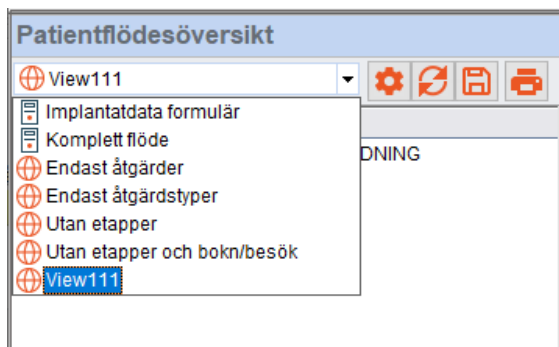 Patientflödesöversikt
View111
Implantatdata formulär
Komplett flöde
DNING
Endast åtgärder
Endast åtgärdstyper
Utan etapper
Utan etapper och bokn/besök
View111